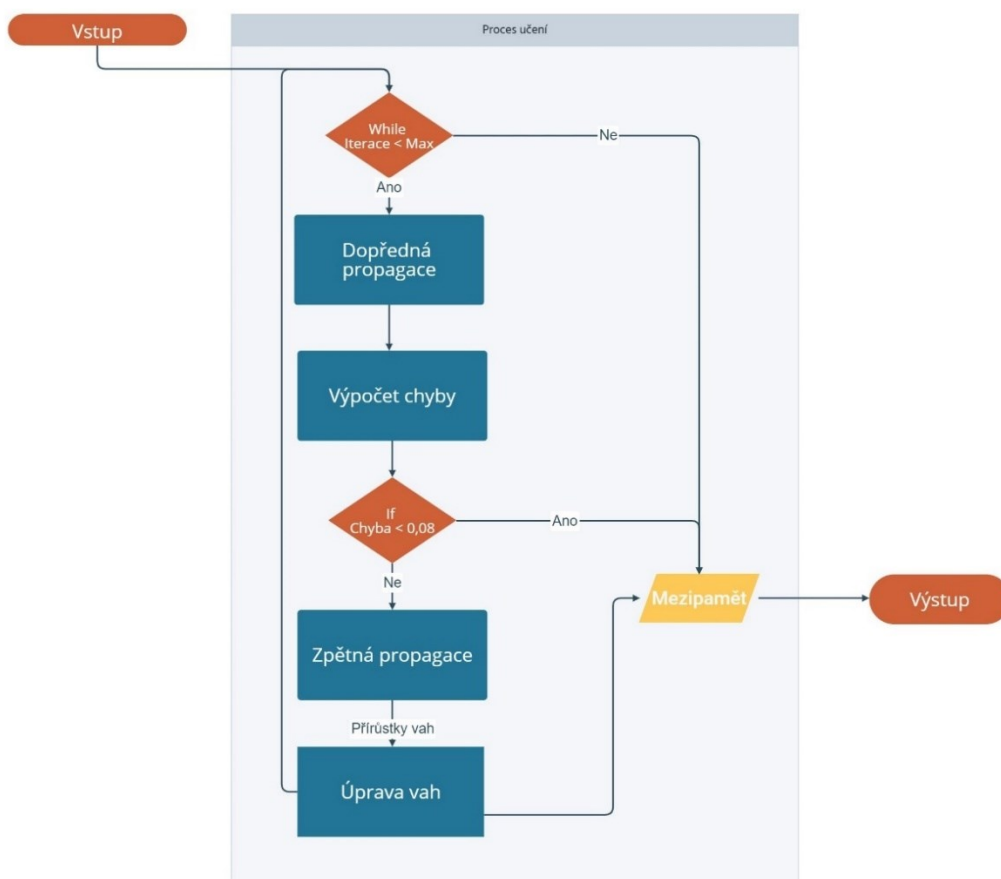 Vstup
Proces učení
While
Iterace < Max
Ne
Ano
Dopředná
propagace
Výpočet chyby
If
Chyba < 0,08
Ano
Ne
Mezipamět
Výstup
Zpětná propagace
Přírůstky vah
Úprava vah